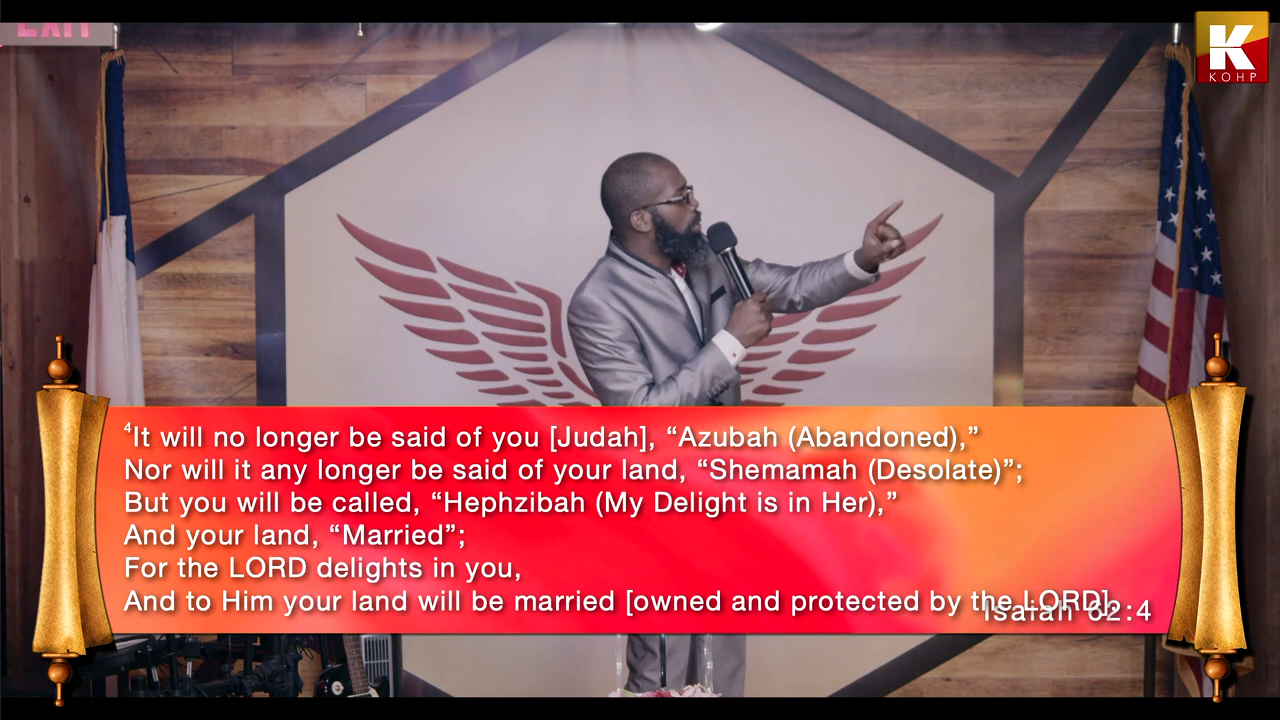 EXIT
K
KOHP
⁴It will no longer be said of you [Judah], “Azubah (Abandoned),”
Nor will it any longer be said of your land, “Shemamah (Desolate)”;
But you will be called, “Hephzibah (My Delight is in Her),”
And your land, “Married”;
For the LORD delights in you,
And to Him your land will be married [owned and protected by the LORD].
Isaiah 62:4